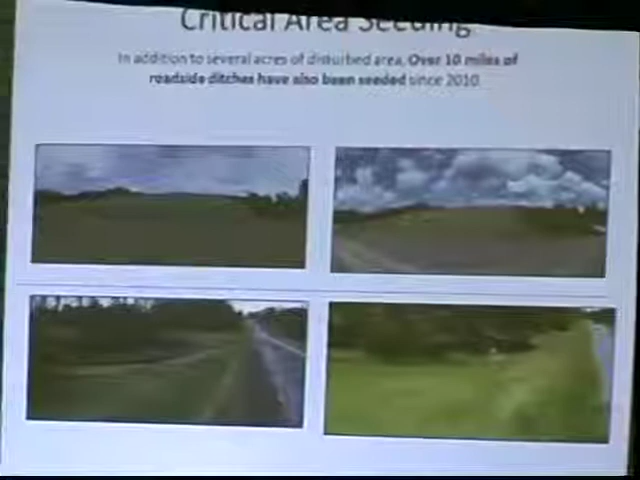 Critical Area Seeding
In addition to several acres of disturbed area, Over 10 miles of
roadside ditches have also been seeded since 2010